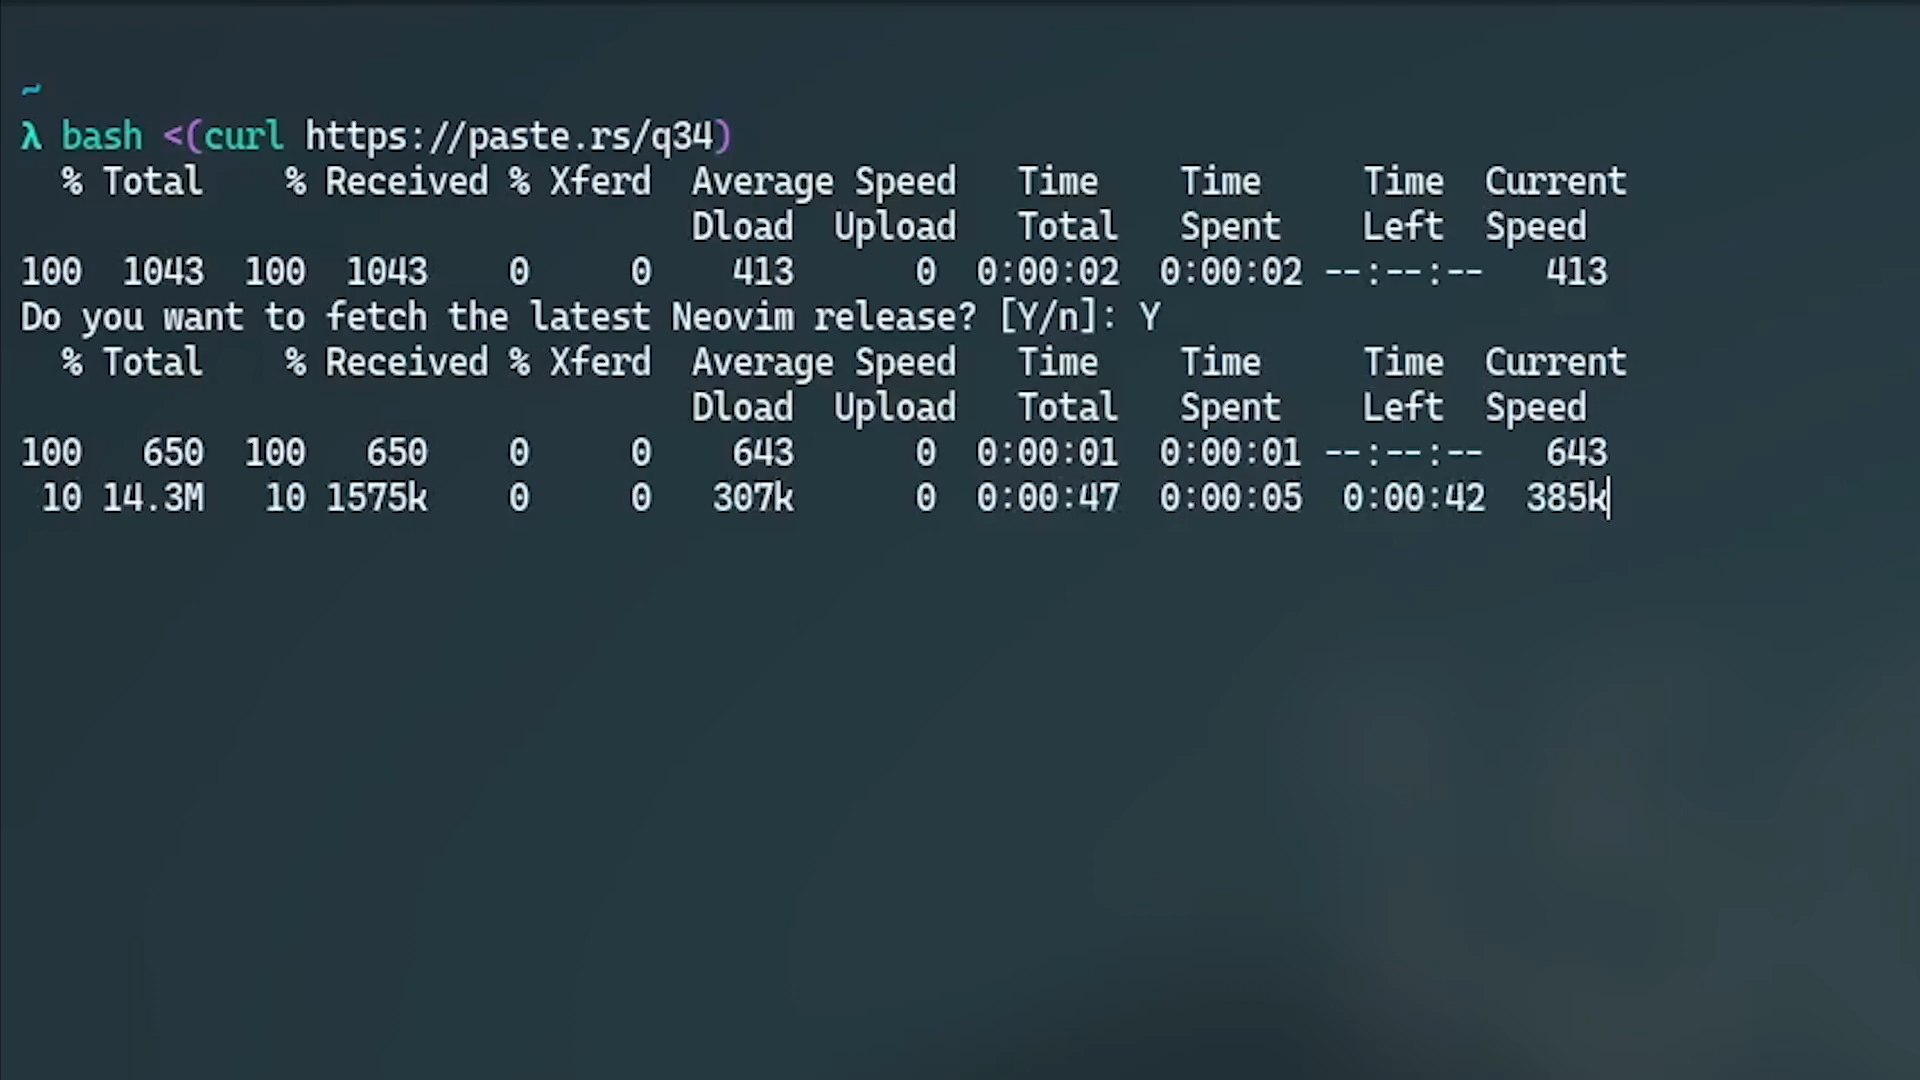 ~
λ bash <(curl https://paste.rs/q34)
  % Total    % Received % Xferd  Average Speed   Time    Time     Time  Current
                                 Dload  Upload   Total   Spent    Left  Speed
100  1043  100  1043    0     0    413      0  0:00:02  0:00:02 --:--:--   413
Do you want to fetch the latest Neovim release? [Y/n]: Y
  % Total    % Received % Xferd  Average Speed   Time    Time     Time  Current
                                 Dload  Upload   Total   Spent    Left  Speed
100   650  100   650    0     0    643      0  0:00:01  0:00:01 --:--:--   643
 10 14.3M   10 1575k    0     0   307k      0  0:00:47  0:00:05  0:00:42  385k